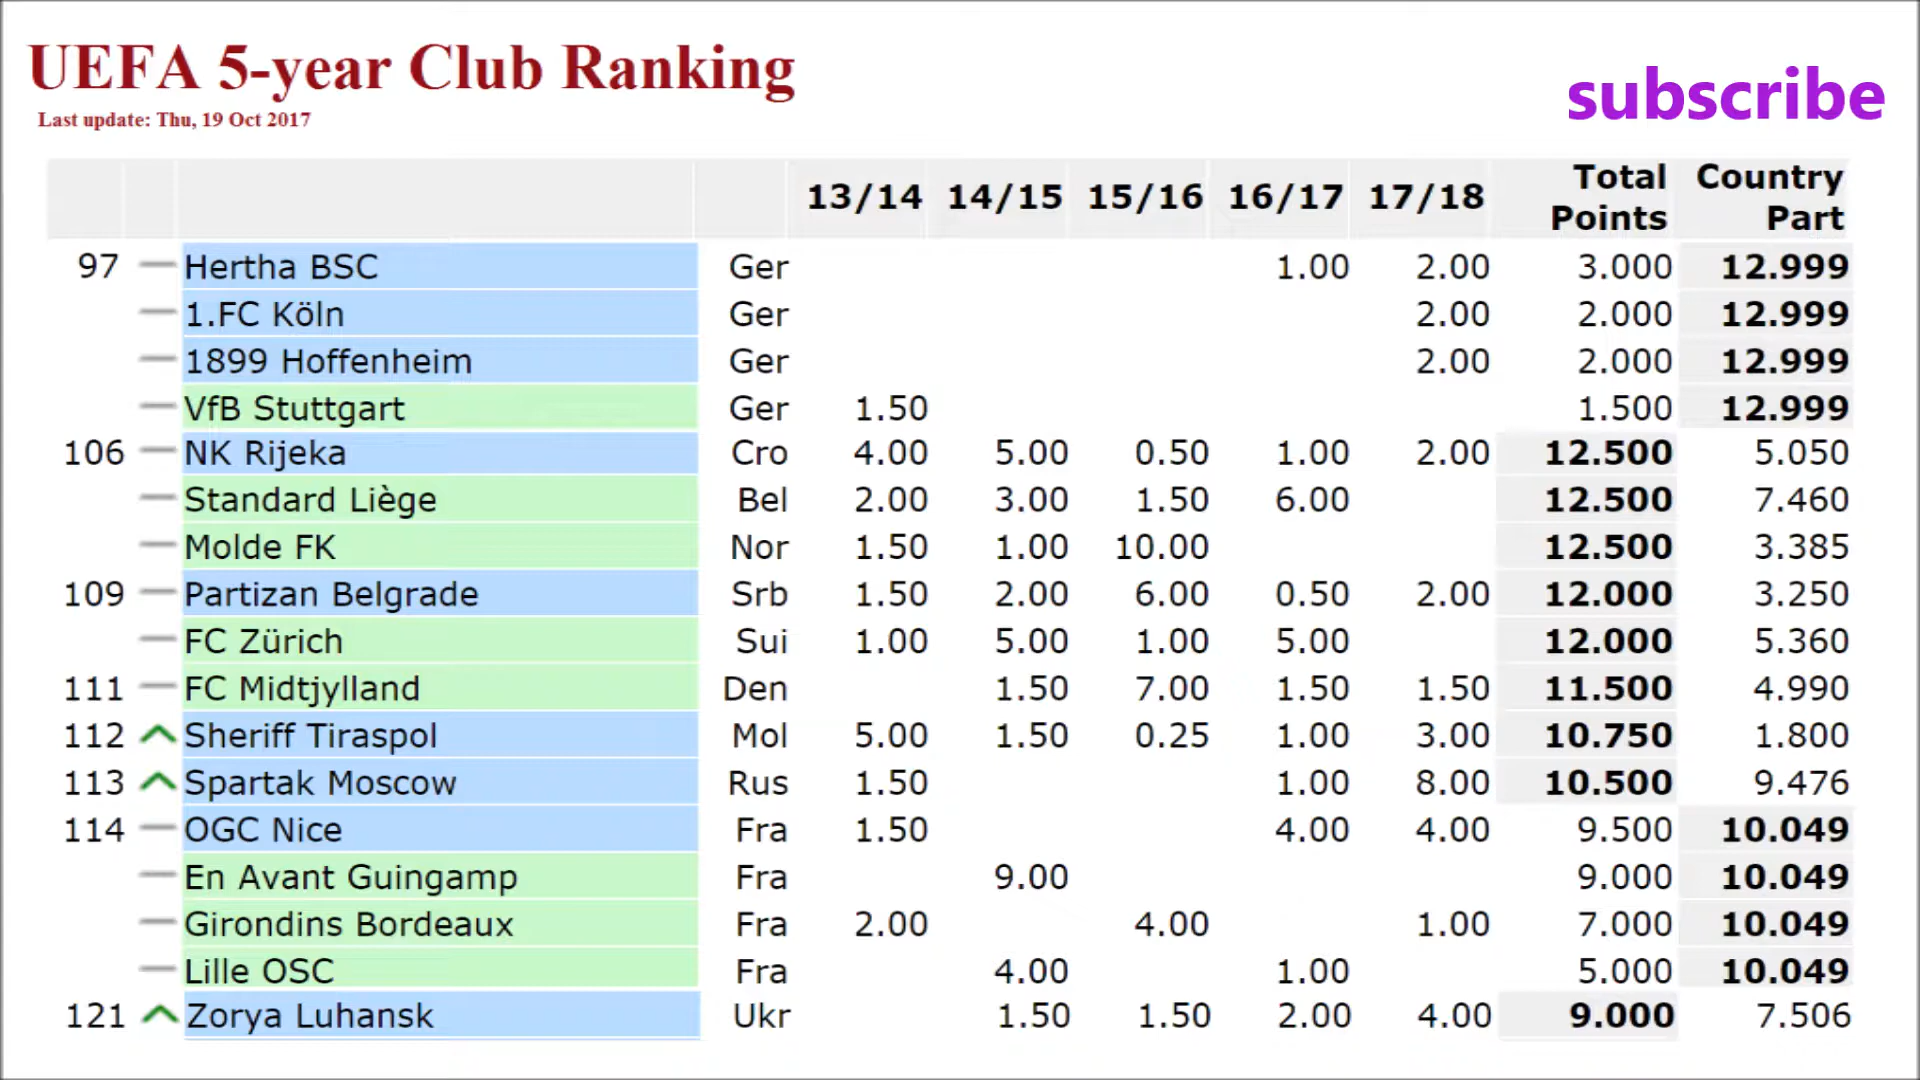 UEFA 5-year Club Ranking
Last update: Thu, 19 Oct 2017
subscribe
13/14 14/15 15/16 16/17 17/18 Total Points Country Part
97 Hertha BSC Ger 1.00 2.00 3.000 12.999
1.FC Köln Ger 2.00 2.000 12.999
1899 Hoffenheim Ger 2.00 2.000 12.999
VfB Stuttgart Ger 1.50 1.500 12.999
106 NK Rijeka Cro 4.00 5.00 0.50 1.00 2.00 12.500 5.050
Standard Liège Bel 2.00 3.00 1.50 6.00 12.500 7.460
Molde FK Nor 1.50 1.00 10.00 12.500 3.385
109 Partizan Belgrade Srb 1.50 2.00 6.00 0.50 2.00 12.000 3.250
FC Zürich Sui 1.00 5.00 1.00 5.00 12.000 5.360
111 FC Midtjylland Den 1.50 7.00 1.50 1.50 11.500 4.990
112 Sheriff Tiraspol Mol 5.00 1.50 0.25 1.00 3.00 10.750 1.800
113 Spartak Moscow Rus 1.50 1.00 8.00 10.500 9.476
114 OGC Nice Fra 1.50 4.00 4.00 9.500 10.049
En Avant Guingamp Fra 9.00 9.000 10.049
Girondins Bordeaux Fra 2.00 4.00 1.00 7.000 10.049
Lille OSC Fra 4.00 1.00 5.000 10.049
121 Zorya Luhansk Ukr 1.50 1.50 2.00 4.00 9.000 7.506